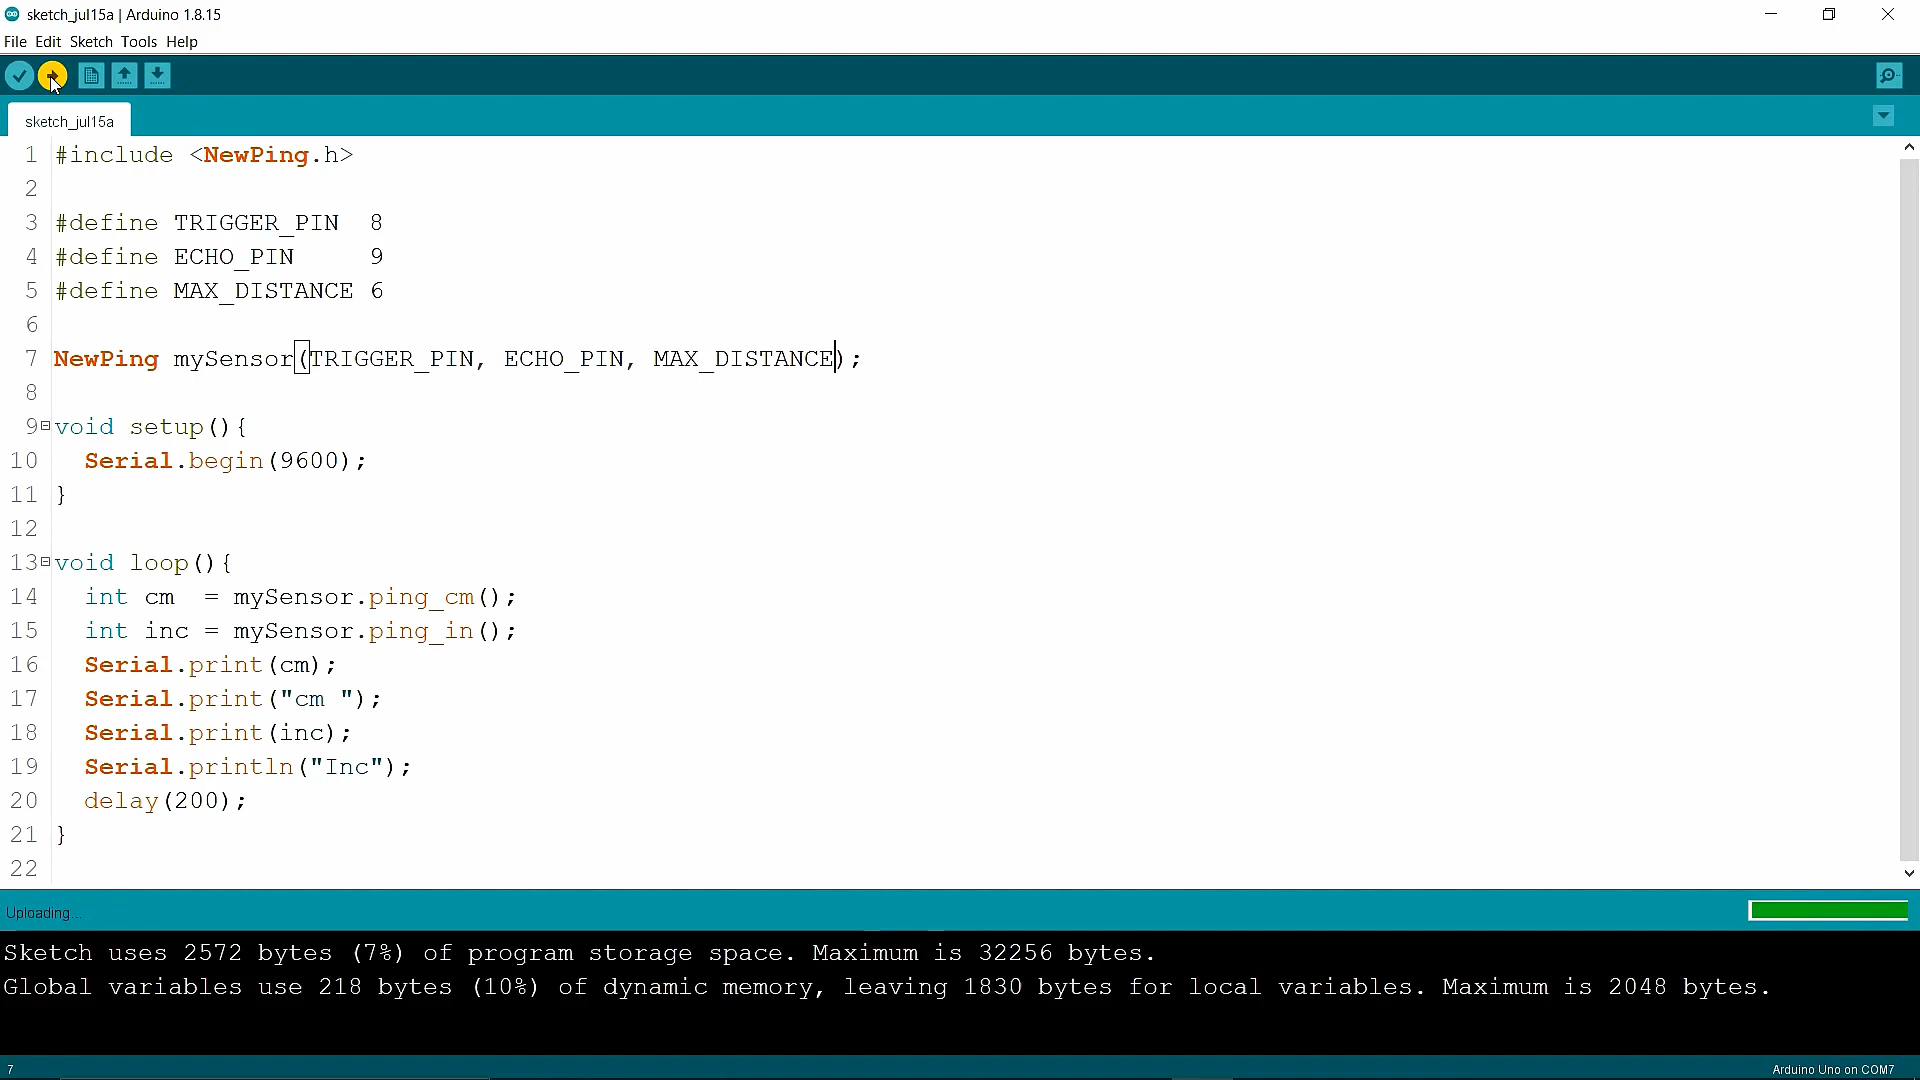 sketch_jul15a | Arduino 1.8.15
File Edit Sketch Tools Help
sketch_jul15a
1 #include <NewPing.h>
2
3 #define TRIGGER_PIN  8
4 #define ECHO_PIN     9
5 #define MAX_DISTANCE 6
6
7 NewPing mySensor(TRIGGER_PIN, ECHO_PIN, MAX_DISTANCE);
8
9 void setup(){
10   Serial.begin(9600);
11 }
12
13 void loop(){
14   int cm  = mySensor.ping_cm();
15   int inc = mySensor.ping_in();
16   Serial.print(cm);
17   Serial.print("cm ");
18   Serial.print(inc);
19   Serial.println("Inc");
20   delay(200);
21 }
22
Uploading...
Sketch uses 2572 bytes (7%) of program storage space. Maximum is 32256 bytes.
Global variables use 218 bytes (10%) of dynamic memory, leaving 1830 bytes for local variables. Maximum is 2048 bytes.
7
Arduino Uno on COM7